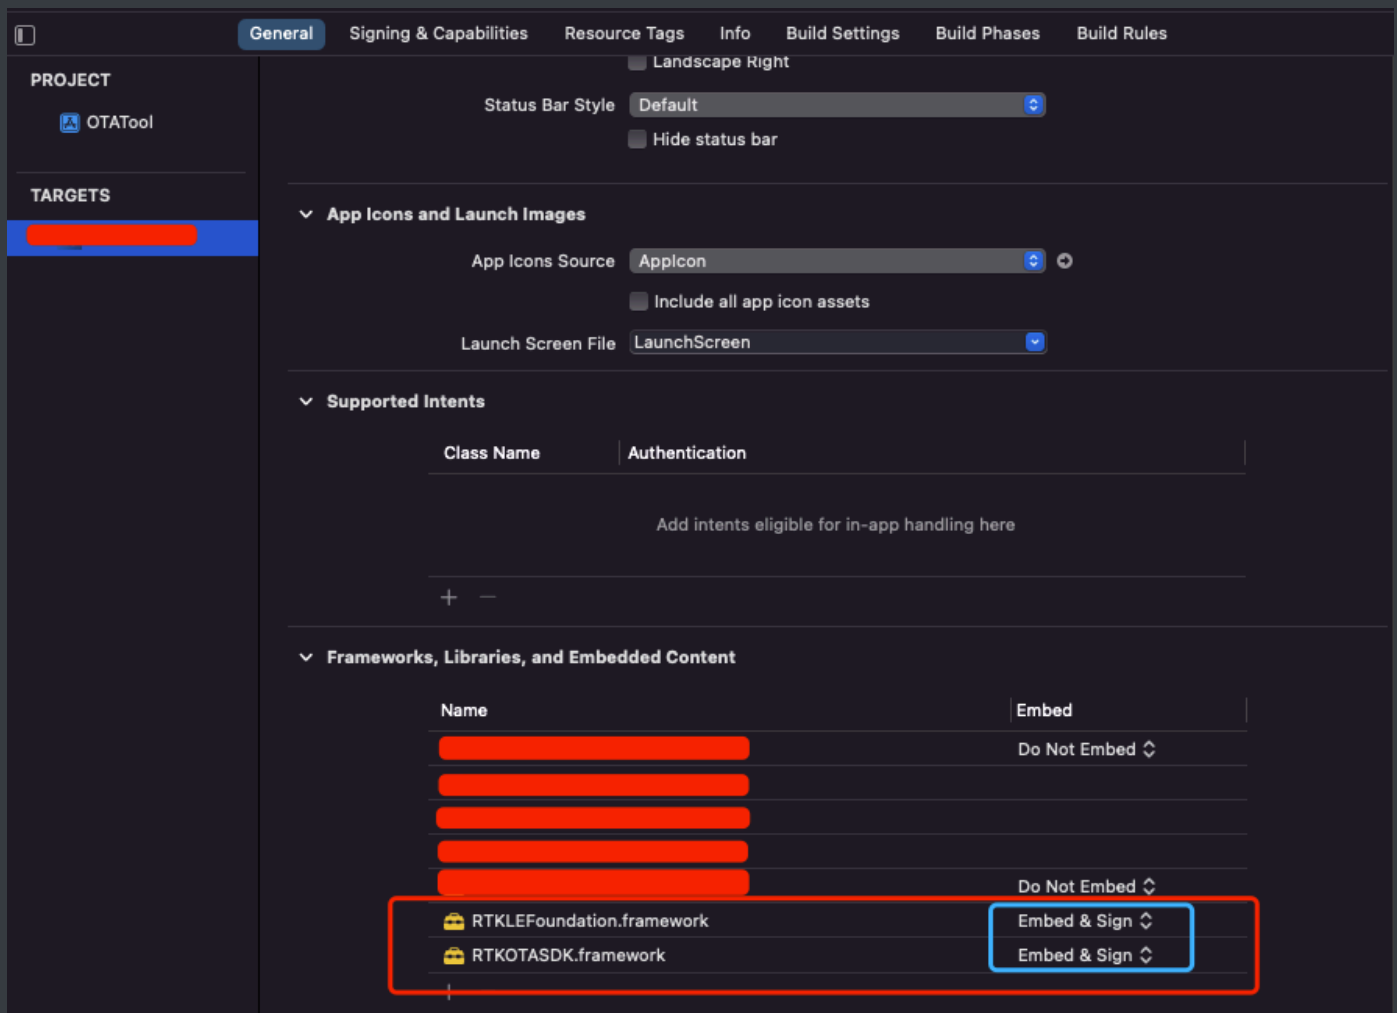 General Signing & Capabilities Resource Tags Info Build Settings Build Phases Build Rules
PROJECT
OTATool
TARGETS
Landscape Right
Status Bar Style Default
Hide status bar
App Icons and Launch Images
App Icons Source AppIcon
Include all app icon assets
Launch Screen File LaunchScreen
Supported Intents
Class Name Authentication
Add intents eligible for in-app handling here
Frameworks, Libraries, and Embedded Content
Name Embed
Do Not Embed
Do Not Embed
RTKLEFoundation.framework Embed & Sign
RTKOTASDK.framework Embed & Sign